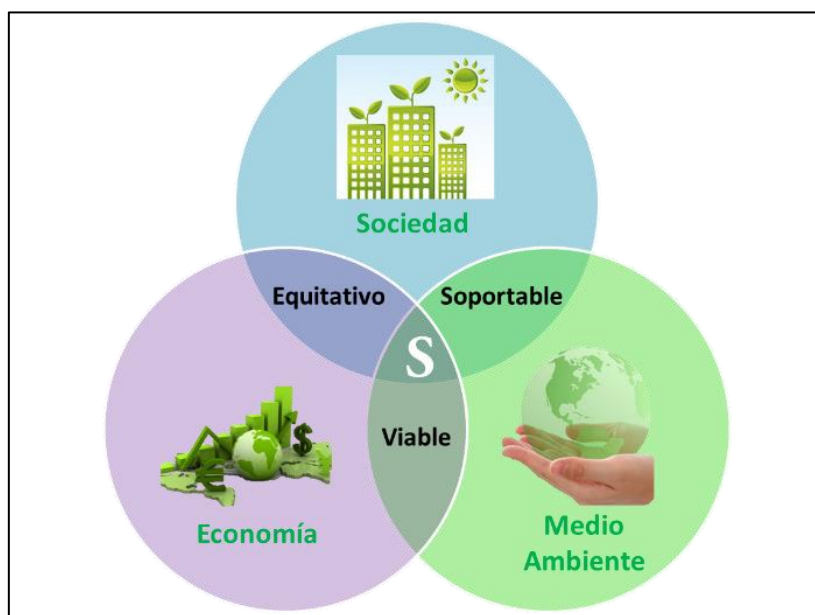 Sociedad
Equitativo
Soportable
S
Viable
Economía
Medio
Ambiente
$
€